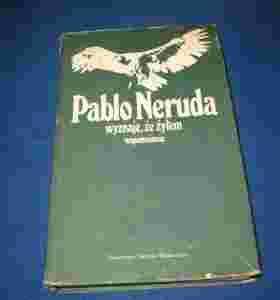 Pablo Neruda
wyznaję, że żyłem
wspomnienia